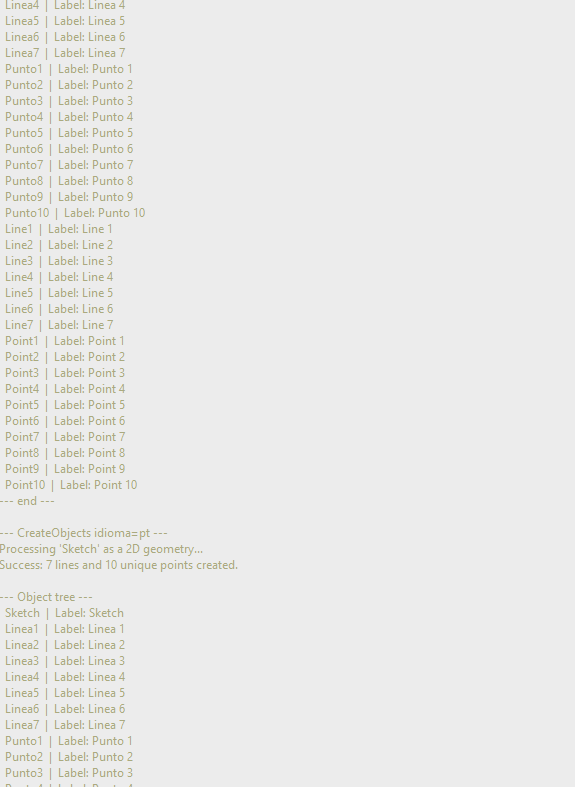 Linea4 | Label: Linea 4
Linea5 | Label: Linea 5
Linea6 | Label: Linea 6
Linea7 | Label: Linea 7
Punto1 | Label: Punto 1
Punto2 | Label: Punto 2
Punto3 | Label: Punto 3
Punto4 | Label: Punto 4
Punto5 | Label: Punto 5
Punto6 | Label: Punto 6
Punto7 | Label: Punto 7
Punto8 | Label: Punto 8
Punto9 | Label: Punto 9
Punto10 | Label: Punto 10
Line1 | Label: Line 1
Line2 | Label: Line 2
Line3 | Label: Line 3
Line4 | Label: Line 4
Line5 | Label: Line 5
Line6 | Label: Line 6
Line7 | Label: Line 7
Point1 | Label: Point 1
Point2 | Label: Point 2
Point3 | Label: Point 3
Point4 | Label: Point 4
Point5 | Label: Point 5
Point6 | Label: Point 6
Point7 | Label: Point 7
Point8 | Label: Point 8
Point9 | Label: Point 9
Point10 | Label: Point 10
--- end ---
--- CreateObjects idioma=pt ---
Processing 'Sketch' as a 2D geometry...
Success: 7 lines and 10 unique points created.
--- Object tree ---
Sketch | Label: Sketch
Linea1 | Label: Linea 1
Linea2 | Label: Linea 2
Linea3 | Label: Linea 3
Linea4 | Label: Linea 4
Linea5 | Label: Linea 5
Linea6 | Label: Linea 6
Linea7 | Label: Linea 7
Punto1 | Label: Punto 1
Punto2 | Label: Punto 2
Punto3 | Label: Punto 3